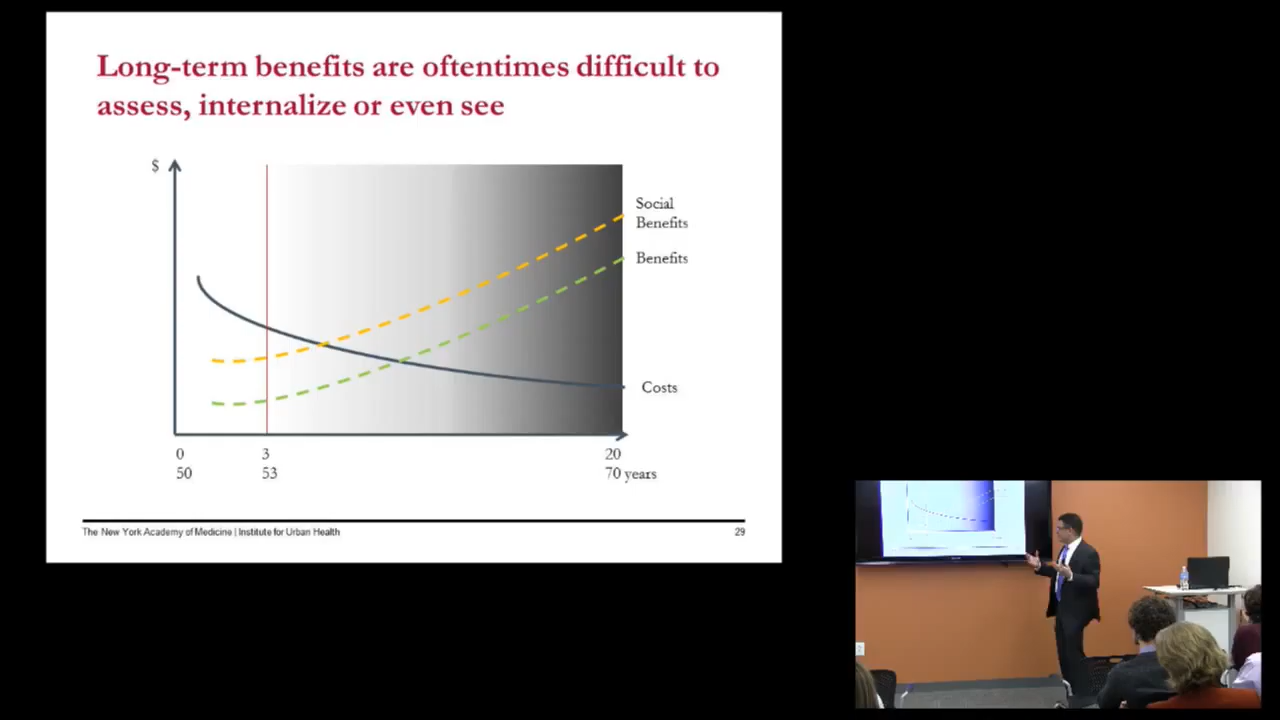 Long-term benefits are oftentimes difficult to
assess, internalize or even see
$
Social
Benefits
Benefits
Costs
0 3 20
50 53 70 years
The New York Academy of Medicine | Institute for Urban Health 29